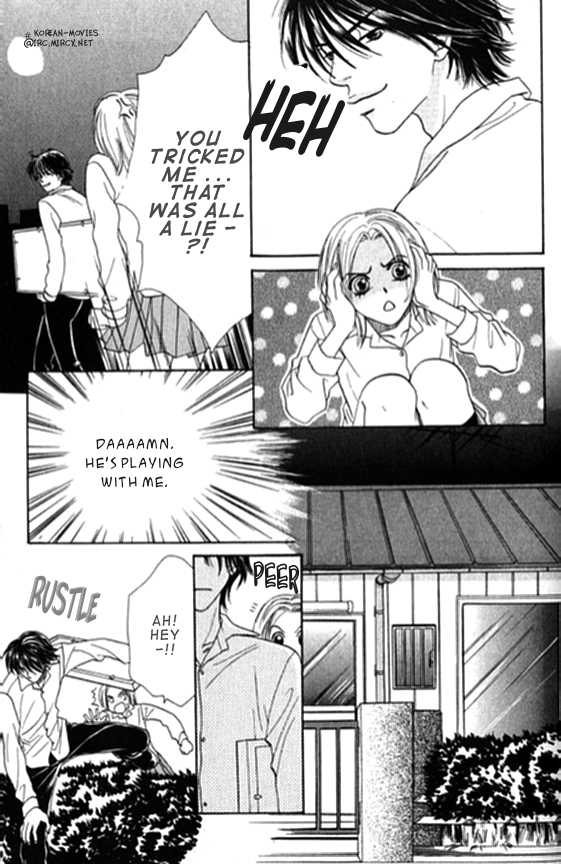 HEH
# KOREAN-MOVIES
@IRC.MIRCX.NET
YOU
TRICKED
ME ...
THAT
WAS ALL
A LIE -
?!
DAAAAMN.
HE'S PLAYING
WITH ME.
PEER
AH!
HEY
-!!
RUSTLE